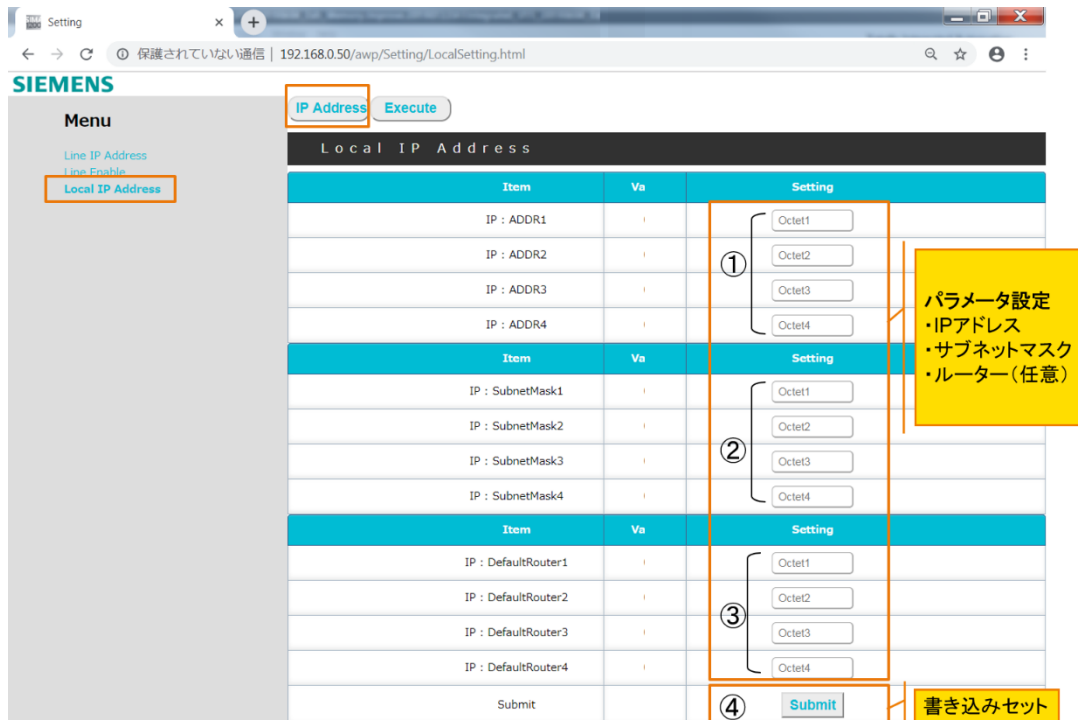 Setting
保護されていない通信 | 192.168.0.50/awp/Setting/LocalSetting.html
SIEMENS
Menu
Line IP Address
Line Enable
Local IP Address
IP Address Execute
Local IP Address
Item Va Setting
IP : ADDR1 Octet1
IP : ADDR2 Octet2
①
IP : ADDR3 Octet3
IP : ADDR4 Octet4
Item Va Setting
IP : SubnetMask1 Octet1
IP : SubnetMask2 Octet2
②
IP : SubnetMask3 Octet3
IP : SubnetMask4 Octet4
Item Va Setting
IP : DefaultRouter1 Octet1
IP : DefaultRouter2 Octet2
③
IP : DefaultRouter3 Octet3
IP : DefaultRouter4 Octet4
Submit ④ Submit
パラメータ設定
・IPアドレス
・サブネットマスク
・ルーター(任意)
書き込みセット